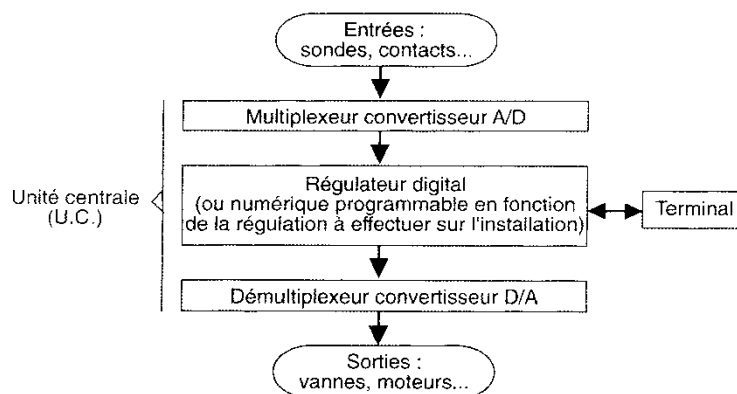 Entrées :
sondes, contacts...
Multiplexeur convertisseur A/D
Unité centrale
(U.C.)
Régulateur digital
(ou numérique programmable en fonction
de la régulation à effectuer sur l'installation)
Terminal
Démultiplexeur convertisseur D/A
Sorties :
vannes, moteurs...